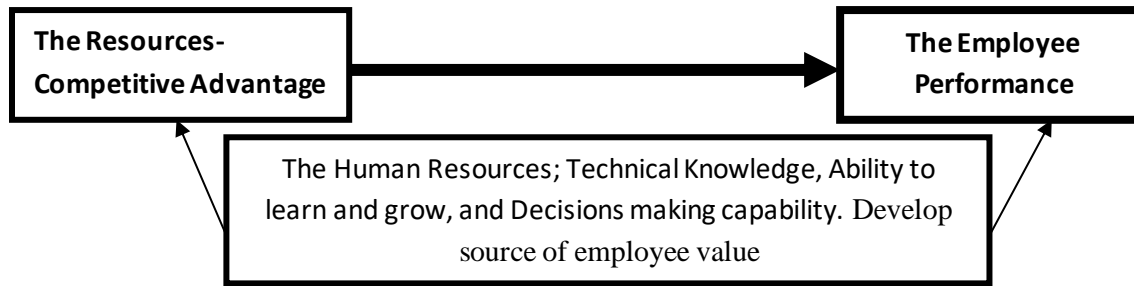 The Resources-
Competitive Advantage
The Employee
Performance
The Human Resources; Technical Knowledge, Ability to
learn and grow, and Decisions making capability. Develop
source of employee value